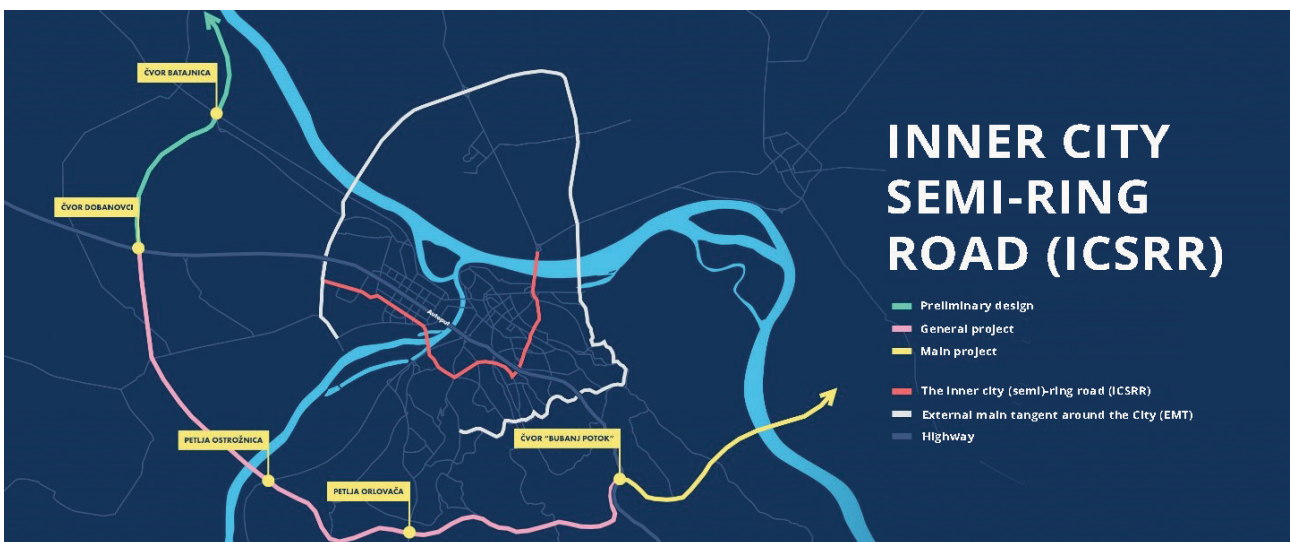 ČVOR BATAJNICA
ČVOR DOBANOVCI
Autoput
PETLJA OSTROŽNICA
PETLJA ORLOVAČA
ČVOR "BUBANJ POTOK"
INNER CITY
SEMI-RING
ROAD (ICSRR)
Preliminary design
General project
Main project
The inner city (semi)-ring road (ICSRR)
External main tangent around the City (EMT)
Highway